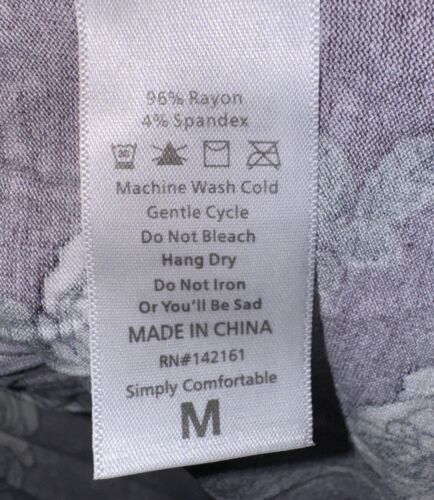 96% Rayon
4% Spandex
30
Machine Wash Cold
Gentle Cycle
Do Not Bleach
Hang Dry
Do Not Iron
Or You'll Be Sad
MADE IN CHINA
RN#142161
Simply Comfortable
M